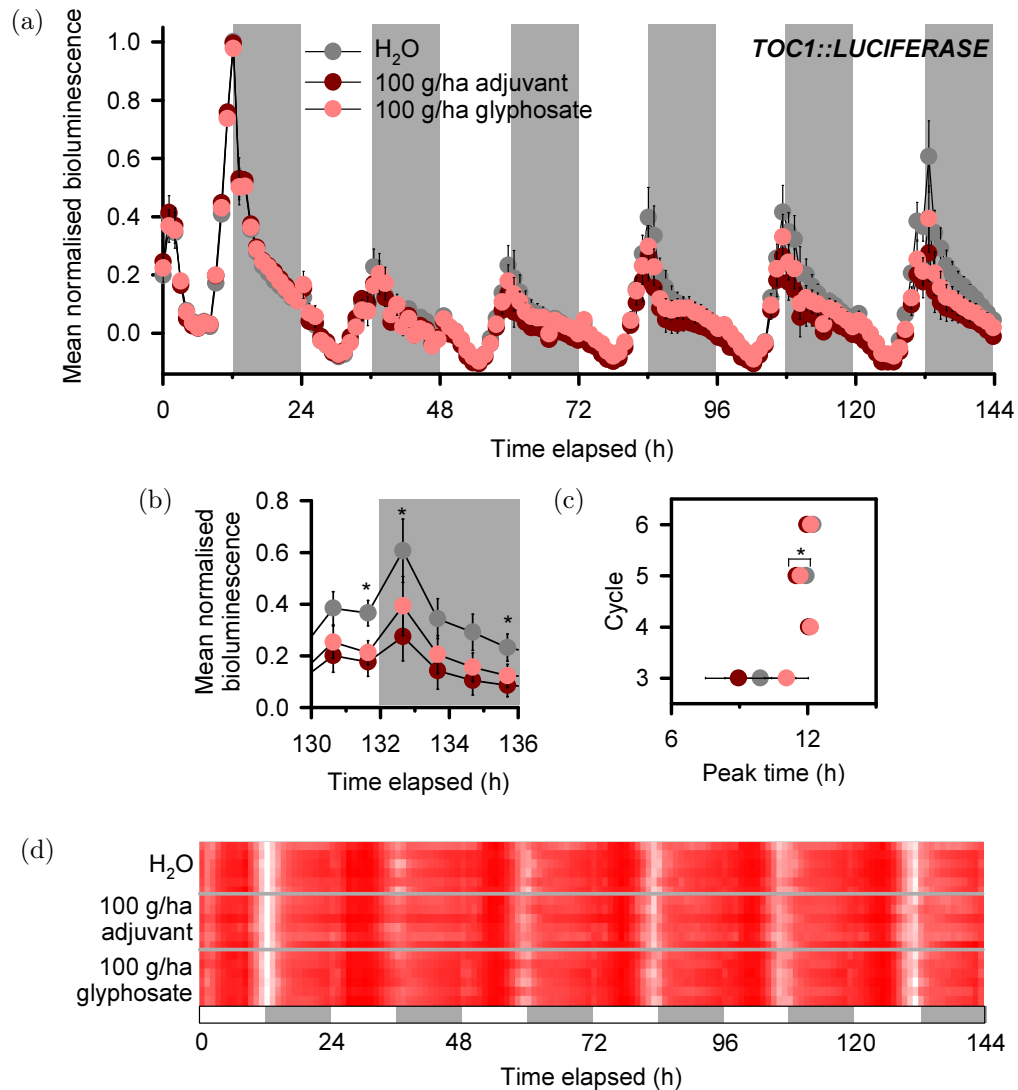 (a)
Mean normalised bioluminescence
1.0
0.8
0.6
0.4
0.2
0.0
H₂O
100 g/ha adjuvant
100 g/ha glyphosate
TOC1::LUCIFERASE
0 24 48 72 96 120 144
Time elapsed (h)
(b)
Mean normalised
bioluminescence
0.8
0.6
0.4
0.2
0.0
*
*
*
130 132 134 136
Time elapsed (h)
(c)
Cycle
6
5
4
3
*
6 12
Peak time (h)
(d)
H₂O
100 g/ha
adjuvant
100 g/ha
glyphosate
0 24 48 72 96 120 144
Time elapsed (h)